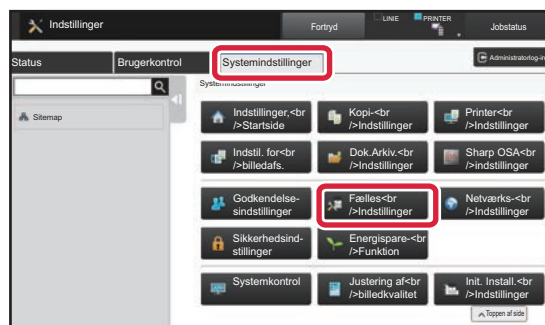 Indstillinger
Fortryd
LINIE
PRINTER
Jobstatus
Status
Brugerkontrol
Systemindstillinger
Administratorlog-in
Systemindstillinger
Sitemap
Indstillinger,<br
/>Startside
Kopi-<br
/>Indstillinger
Printer<br
/>Indstillinger
Indstil. for<br
/>billedafs.
Dok.Arkiv.<br
/>Indstillinger
Sharp OSA<br
/>indstillinger
Godkendelse-
sindstillinger
Fælles<br
/>Indstillinger
Netværks-<br
/>Indstillinger
Sikkerhedsind-
stillinger
Energispare-<br
/>Funktion
Systemkontrol
Justering af<br
/>billedkvalitet
Init. Install.<br
/>Indstillinger
Toppen af side